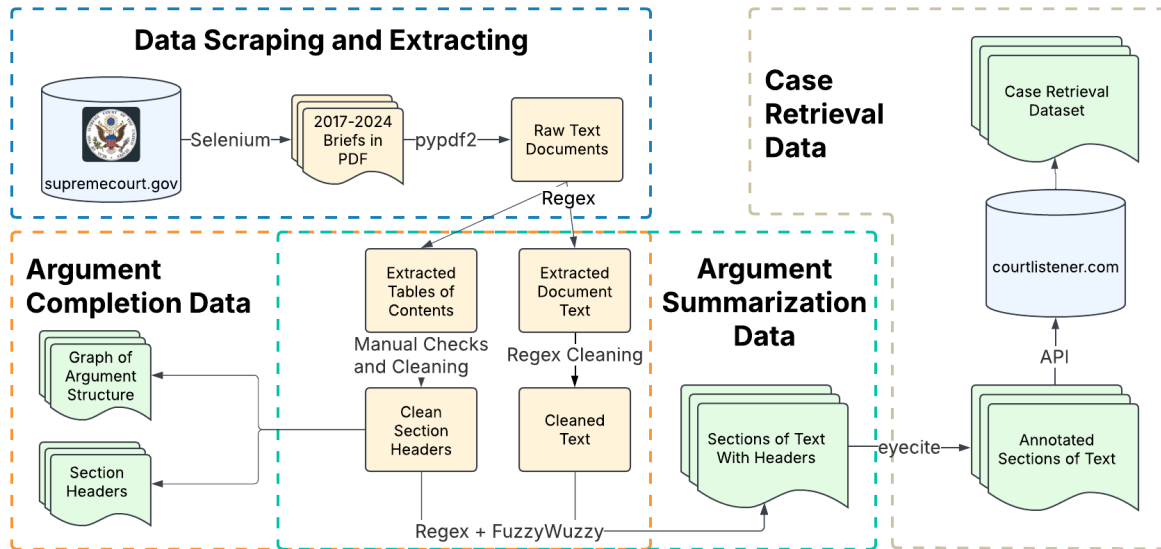 Data Scraping and Extracting
supremecourt.gov
Selenium
2017-2024
Briefs in
PDF
pypdf2
Raw Text
Documents
Regex
Case
Retrieval
Data
Case Retrieval
Dataset
courtlistener.com
API
Annotated
Sections of Text
Argument
Completion Data
Graph of
Argument
Structure
Section
Headers
Extracted
Tables of
Contents
Manual Checks
and Cleaning
Clean
Section
Headers
Extracted
Document
Text
Regex Cleaning
Cleaned
Text
Regex + FuzzyWuzzy
Argument
Summarization
Data
Sections of Text
With Headers
eyecite